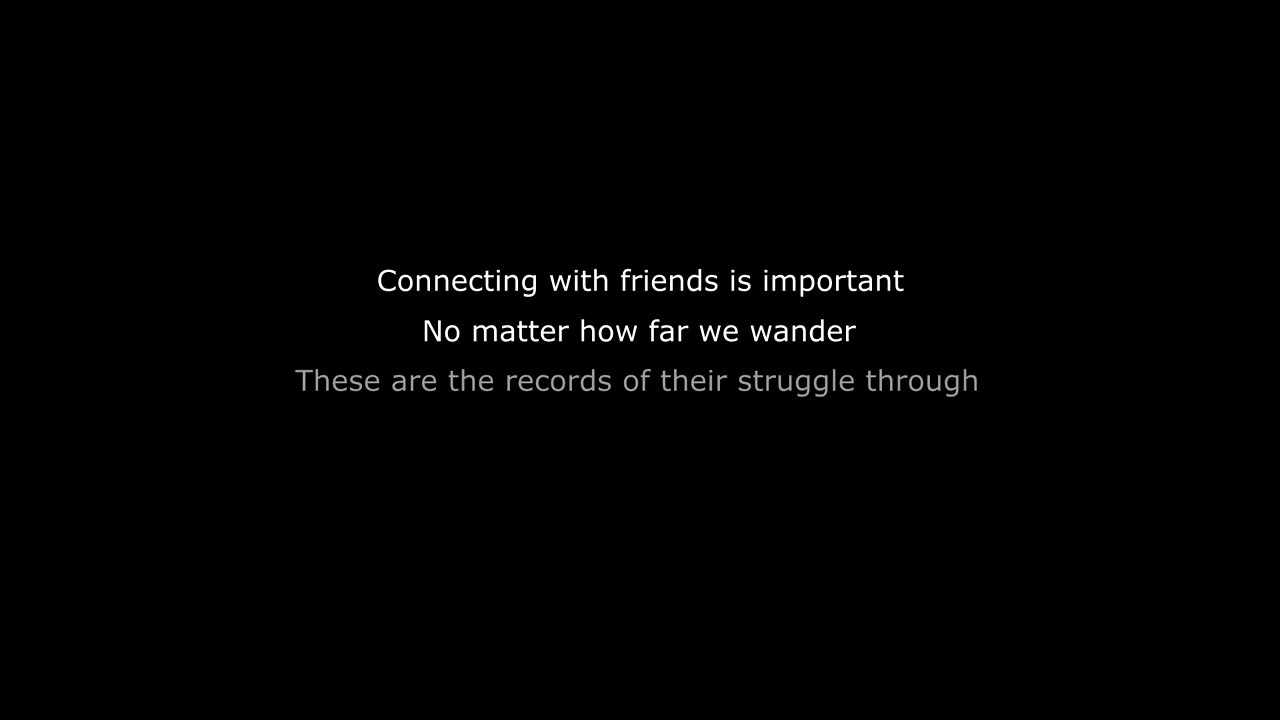 Connecting with friends is important
No matter how far we wander
These are the records of their struggle through